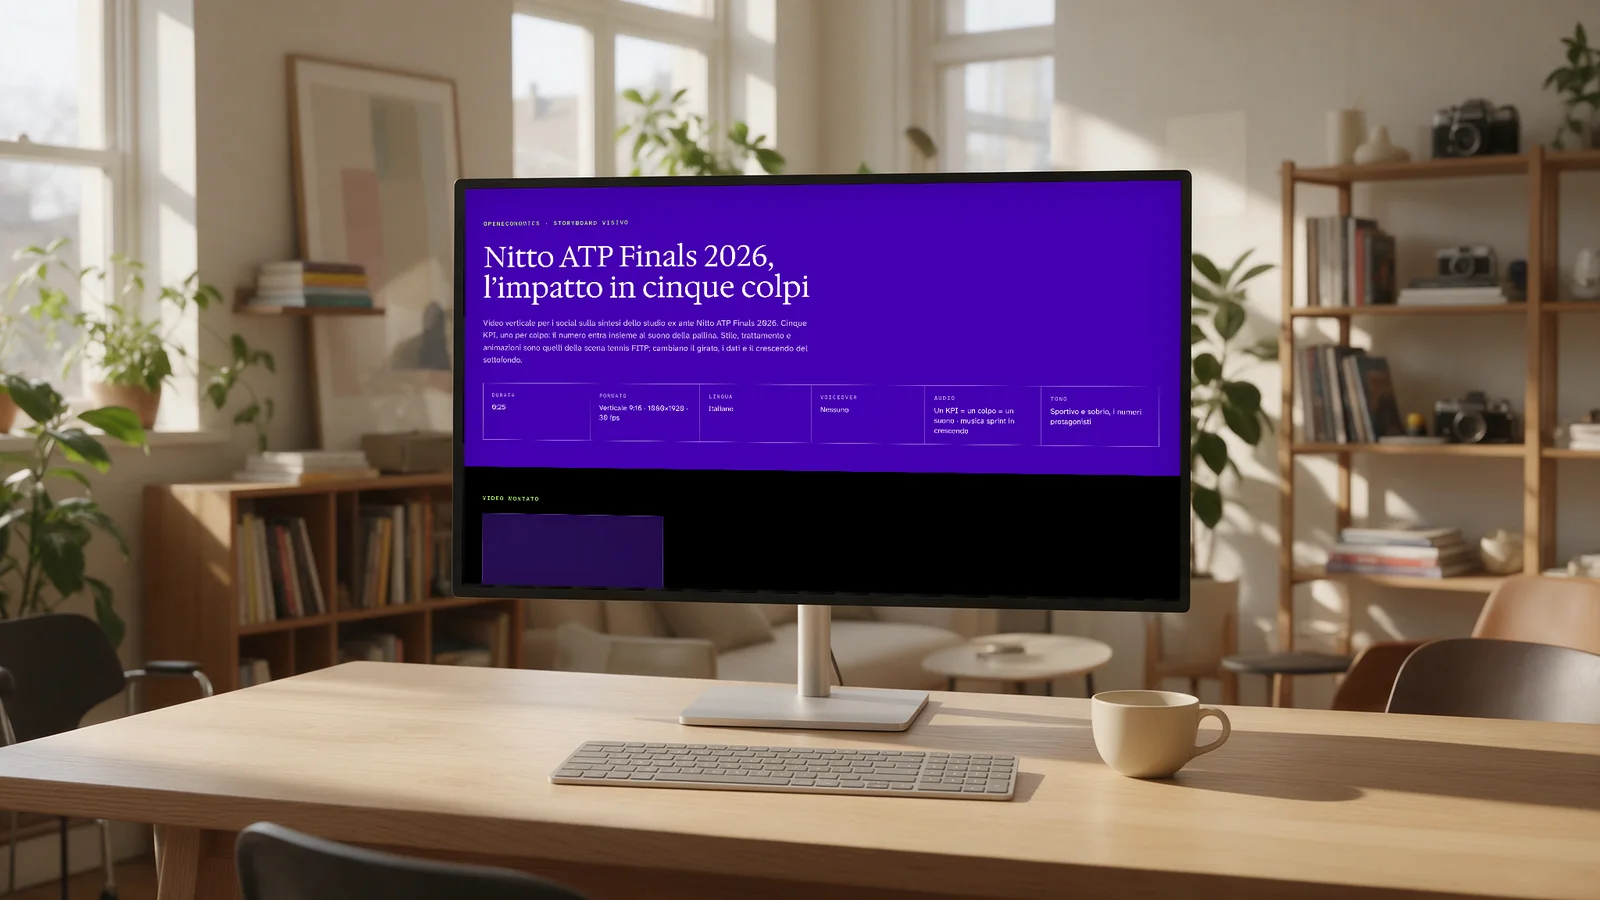 OPENECONOMICS · STORYBOARD VISIVO
Nitto ATP Finals 2026,
l'impatto in cinque colpi
Video verticale per i social sulla sintesi dello studio ex ante Nitto ATP Finals 2026. Cinque
KPI, uno per colpo: il numero entra insieme al suono della pallina. Stile, trattamento e
animazioni sono quelli della scena tennis FITP; cambiano il girato, i dati e il crescendo del
sottofondo.
DURATA
0:25
FORMATO
Verticale 9:16 · 1080×1920 ·
30 fps
LINGUA
Italiano
VOICEOVER
Nessuno
AUDIO
Un KPI = un colpo = un
suono · musica sprint in
crescendo
TONO
Sportivo e sobrio, i numeri
protagonisti
VIDEO MONTATO